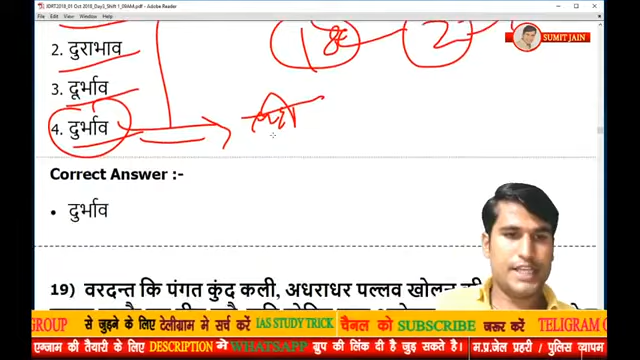 JDRT2018_01 Oct 2018_Day3_Shift 1_09AM.pdf - Adobe Reader
File Edit View Window Help
SUMIT JAIN
2. दुराभाव
3. दूर्भाव
4. दुर्भाव
Correct Answer :-
• दुर्भाव
19) वरदन्त कि पंगत कुंद कली, अधराधर पल्लव खोलन
GROUP से जुड़ने के लिए टेलीग्राम मे सर्च करें IAS STUDY TRICK चैनल को SUBSCRIBE जरूर करें TELIGRAM
एग्जाम की तैयारी के लिए DESCRIPTION मे WHATSAPP ग्रुप की लिंक दी है जुड़ सकते है। म.प्र.जेल प्रहरी / पुलिस व्यापम